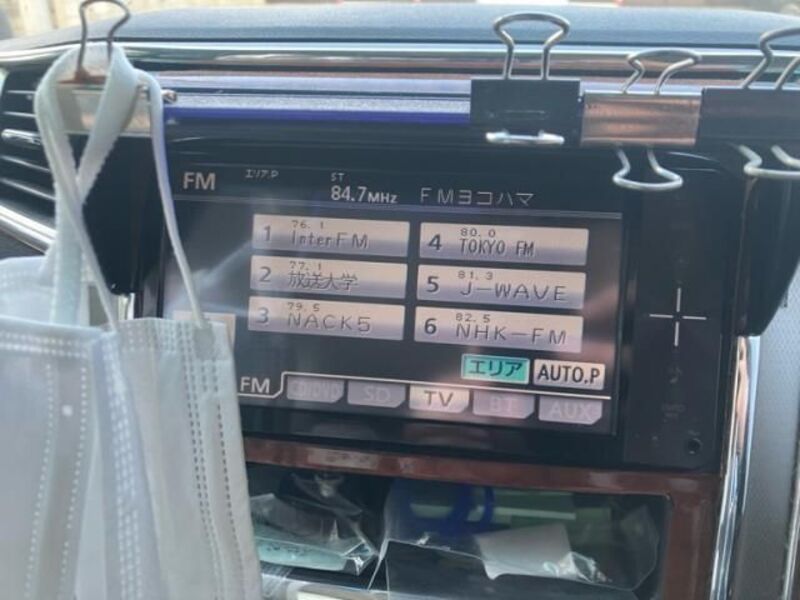 FM エリア.P ST 84.7MHz FMヨコハマ
1 76.1 InterFM
2 77.1 放送大学
3 79.5 NACK5
4 80.0 TOKYO FM
5 81.3 J-WAVE
6 82.5 NHK-FM
エリア AUTO.P
FM SD TV BT AUX